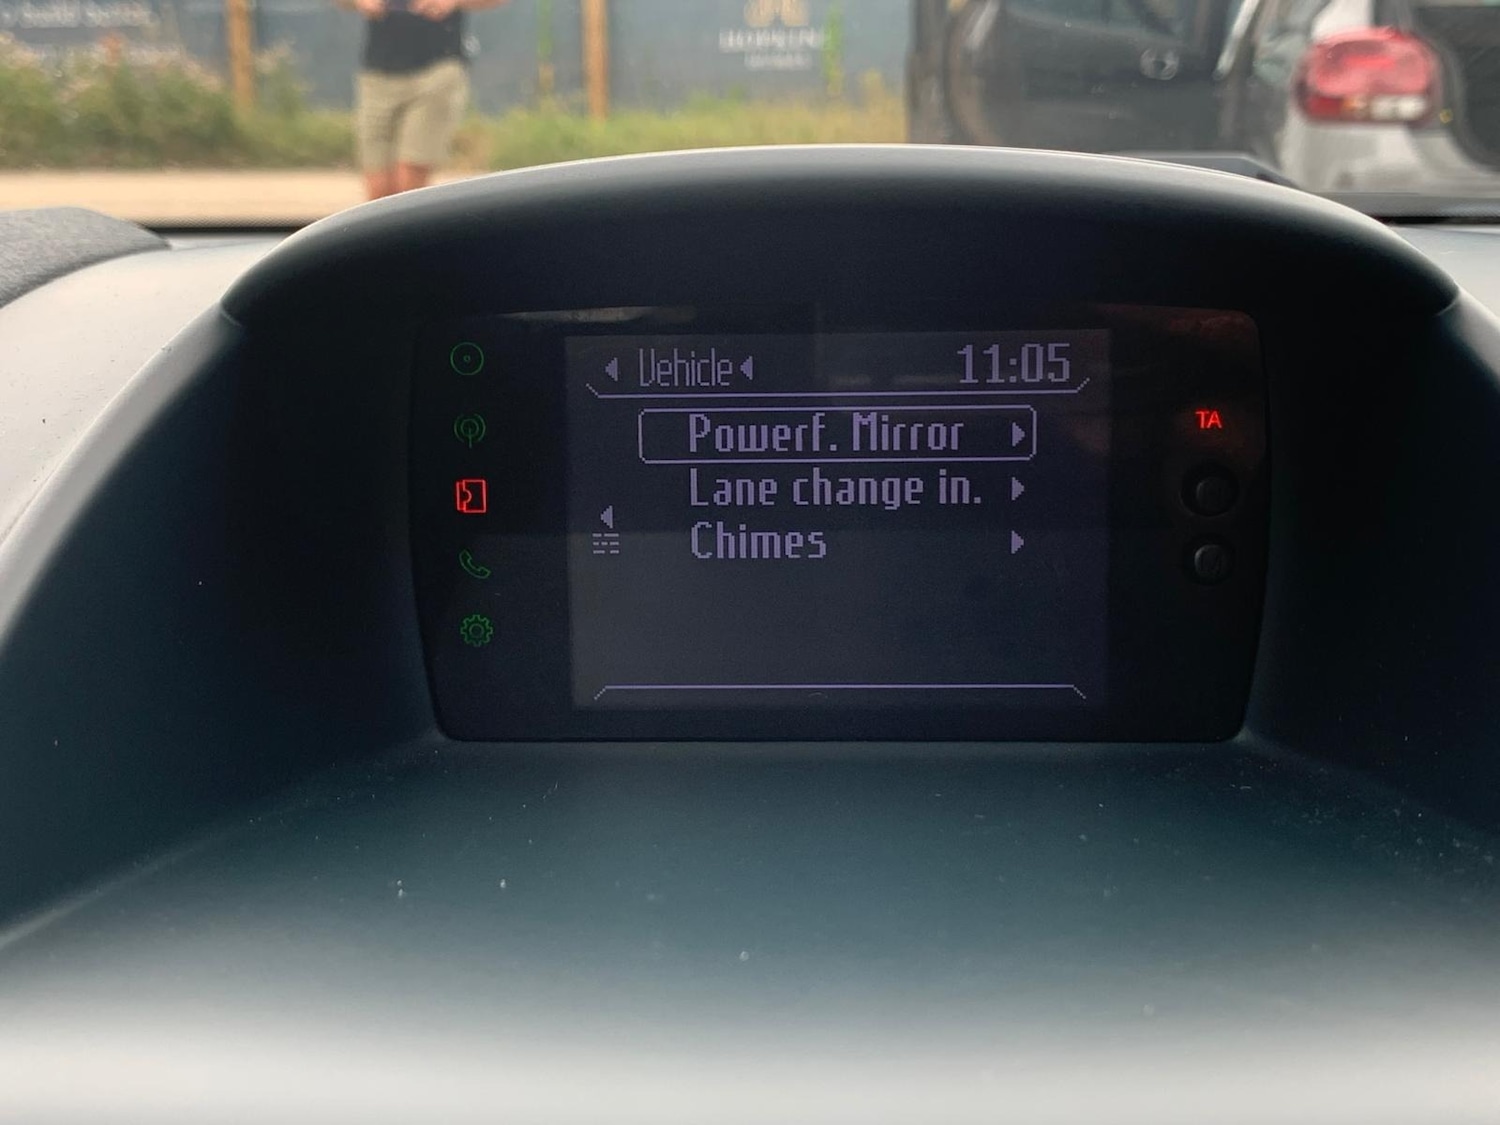 Vehicle
11:05
TA
Powerf. Mirror
Lane change in.
Chimes